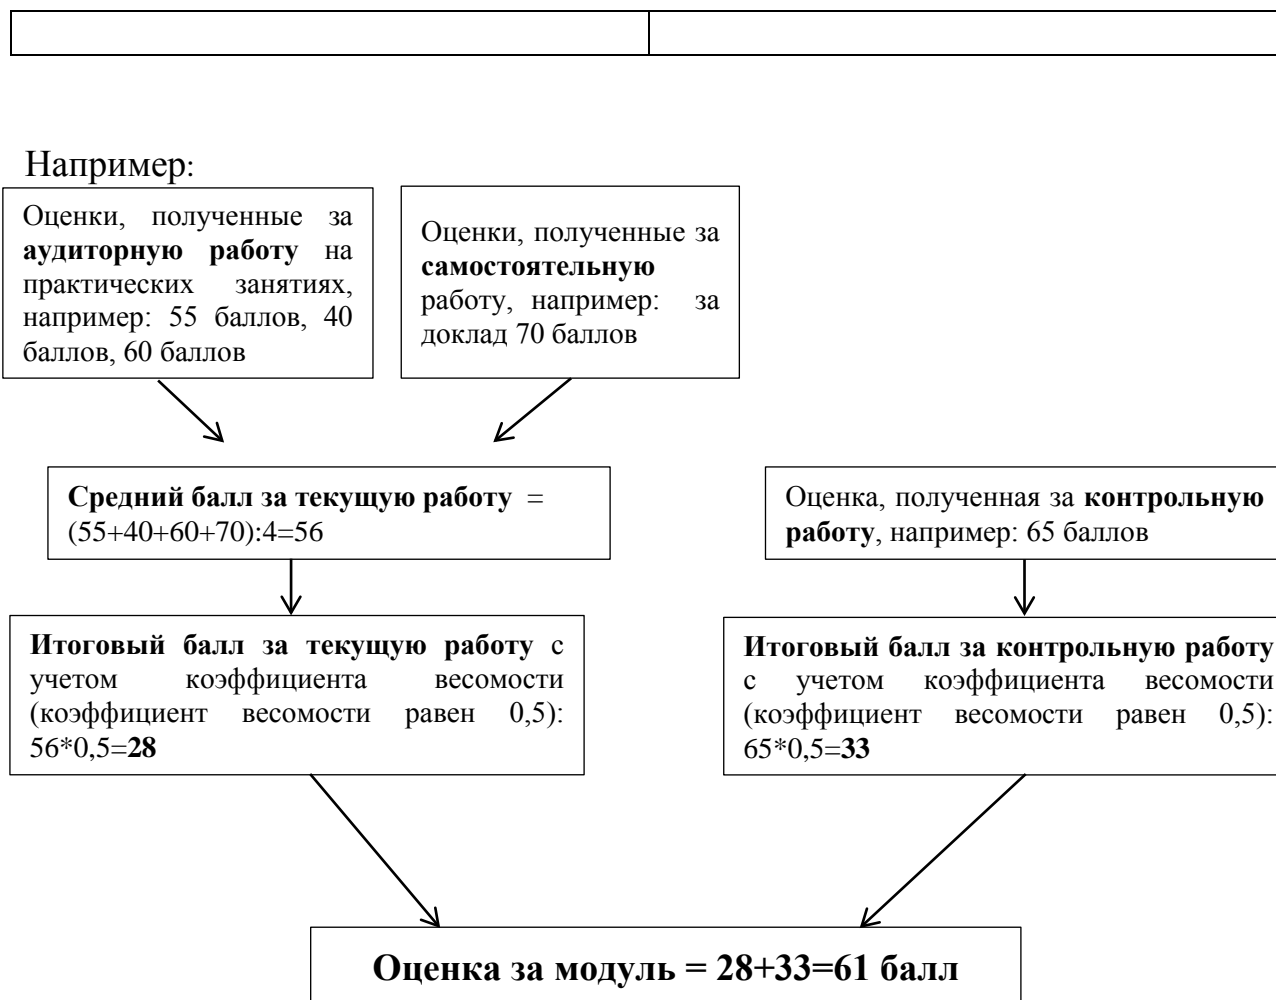 Например:
Оценки, полученные за
аудиторную работу на
практических занятиях,
например: 55 баллов, 40
баллов, 60 баллов
Оценки, полученные за
самостоятельную
работу, например: за
доклад 70 баллов
Средний балл за текущую работу =
(55+40+60+70):4=56
Оценка, полученная за контрольную
работу, например: 65 баллов
Итоговый балл за текущую работу с
учетом коэффициента весомости
(коэффициент весомости равен 0,5):
56*0,5=28
Итоговый балл за контрольную работу
с учетом коэффициента весомости
(коэффициент весомости равен 0,5):
65*0,5=33
Оценка за модуль = 28+33=61 балл